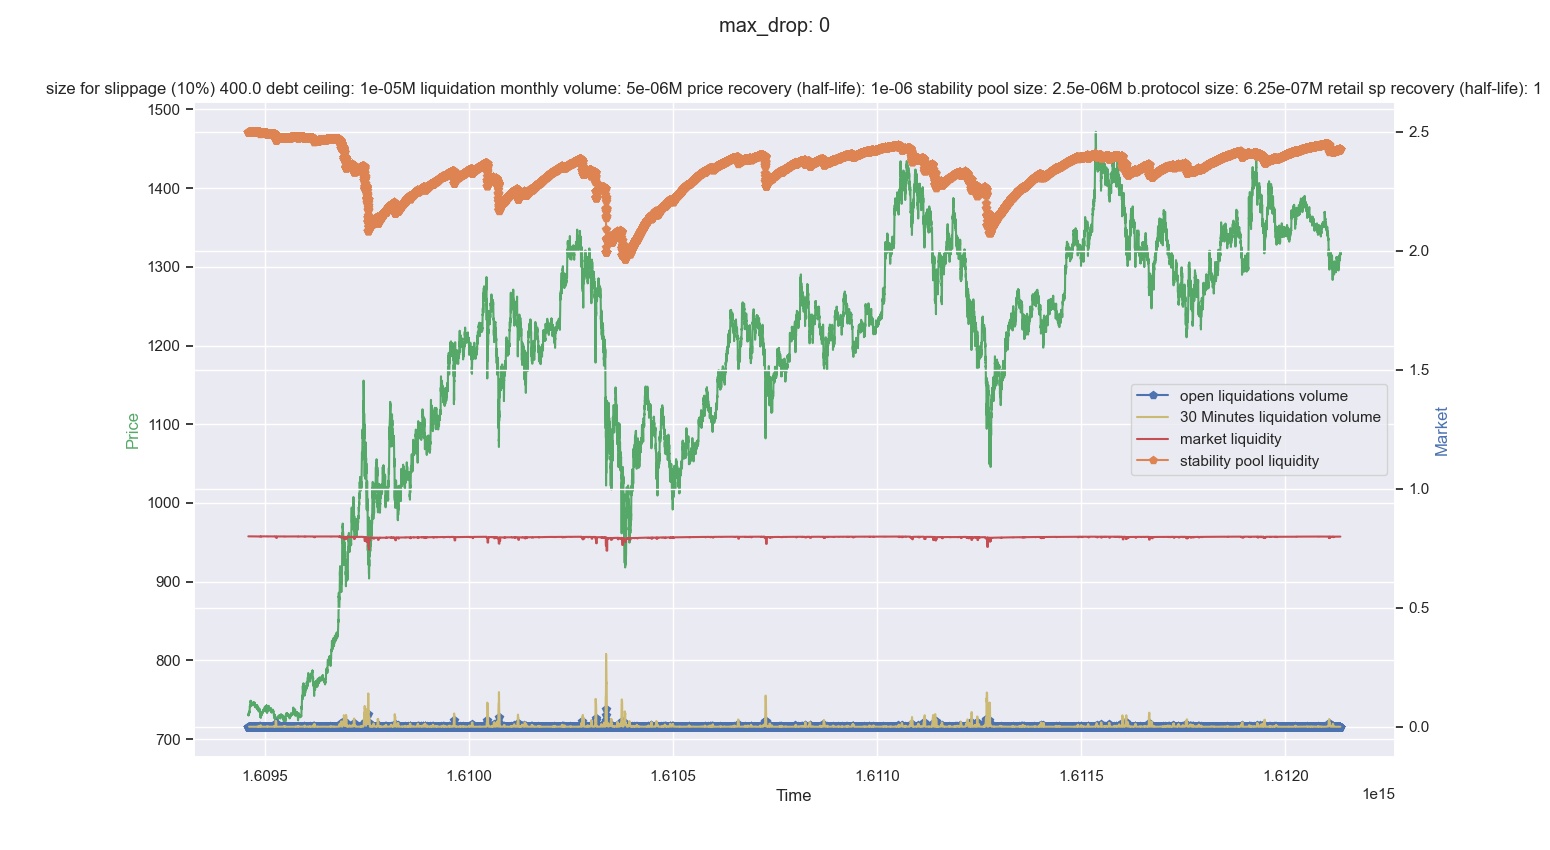 max_drop: 0
size for slippage (10%) 400.0 debt ceiling: 1e-05M liquidation monthly volume: 5e-06M price recovery (half-life): 1e-06 stability pool size: 2.5e-06M b.protocol size: 6.25e-07M retail sp recovery (half-life): 1
1500
1400
1300
1200
1100
1000
900
800
700
Price
2.5
2.0
1.5
1.0
0.5
0.0
Market
open liquidations volume
30 Minutes liquidation volume
market liquidity
stability pool liquidity
1.6095 1.6100 1.6105 1.6110 1.6115 1.6120
Time
1e15